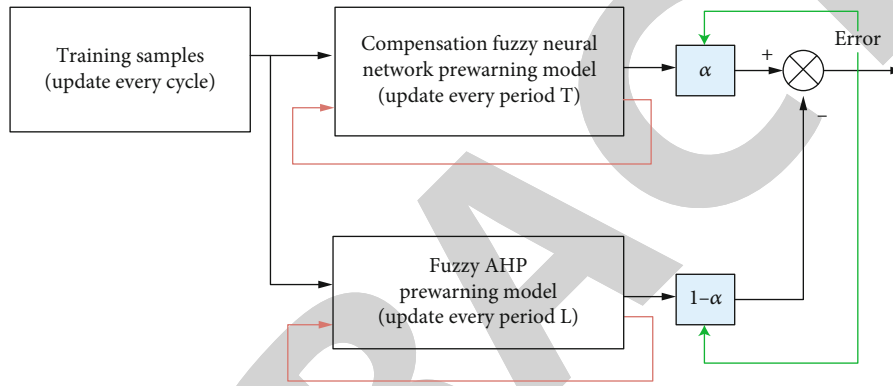 Training samples
(update every cycle)
Compensation fuzzy neural
network prewarning model
(update every period T)
α
+
Error
–
Fuzzy AHP
prewarning model
(update every period L)
1–α